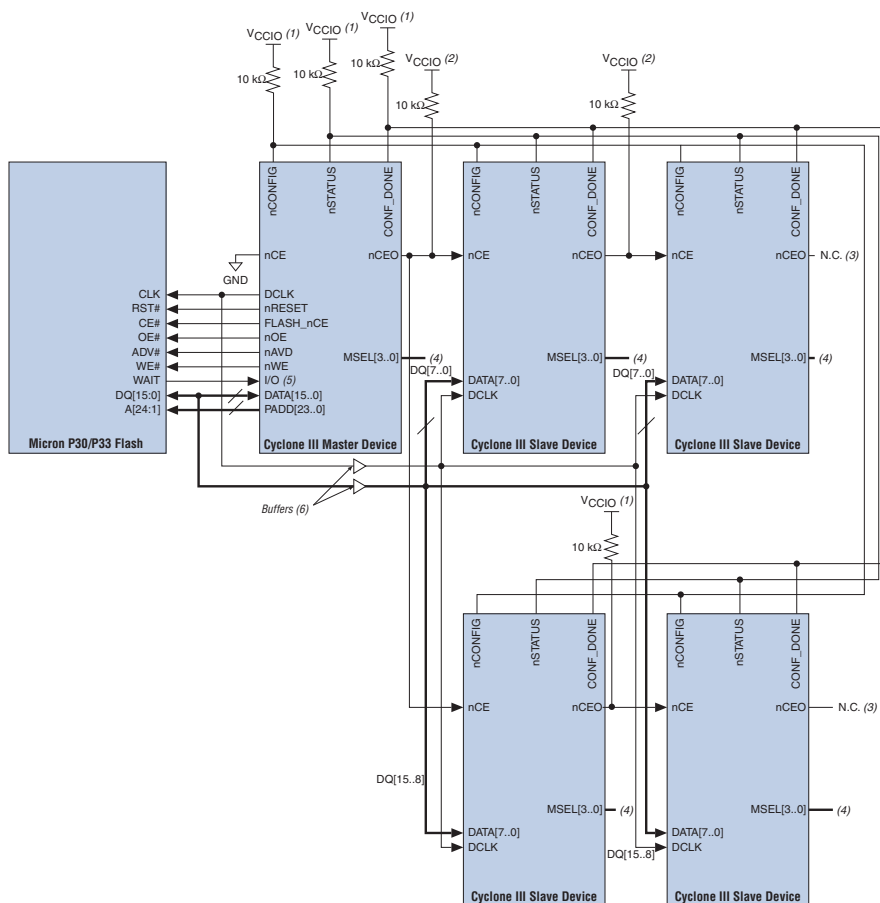 VCCIO (1)
VCCIO (1)
VCCIO (1)
VCCIO (2)
VCCIO (2)
10 kΩ
10 kΩ
10 kΩ
10 kΩ
10 kΩ
nCONFIG
nSTATUS
CONF_DONE
nCONFIG
nSTATUS
CONF_DONE
nCONFIG
nSTATUS
CONF_DONE
nCE
nCEO
nCE
nCEO
nCE
nCEO
N.C. (3)
GND
CLK
DCLK
RST#
nRESET
CE#
FLASH_nCE
OE#
nOE
ADV#
nAVD
WE#
nWE
WAIT
I/O (5)
DQ[15:0]
DATA[15..0]
A[24:1]
PADD[23..0]
MSEL[3..0]
(4)
DQ[7..0]
DATA[7..0]
DCLK
MSEL[3..0]
(4)
DQ[7..0]
DATA[7..0]
DCLK
MSEL[3..0]
(4)
Micron P30/P33 Flash
Cyclone III Master Device
Cyclone III Slave Device
Cyclone III Slave Device
Buffers (6)
VCCIO (1)
10 kΩ
nCONFIG
nSTATUS
CONF_DONE
nCONFIG
nSTATUS
CONF_DONE
nCE
nCEO
nCE
nCEO
N.C. (3)
DQ[15..8]
MSEL[3..0]
(4)
MSEL[3..0]
(4)
DATA[7..0]
DCLK
DQ[15..8]
DATA[7..0]
DCLK
Cyclone III Slave Device
Cyclone III Slave Device